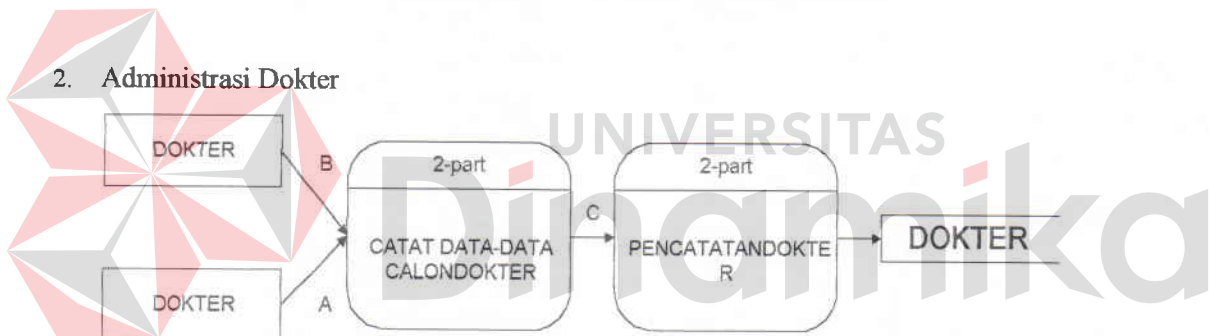 2. Administrasi Dokter
UNIVERSITAS
Dinamika
DOKTER
B
2-part
CATAT DATA-DATA
CALONDOKTER
C
2-part
PENCATATANDOKTE
R
DOKTER
DOKTER
A